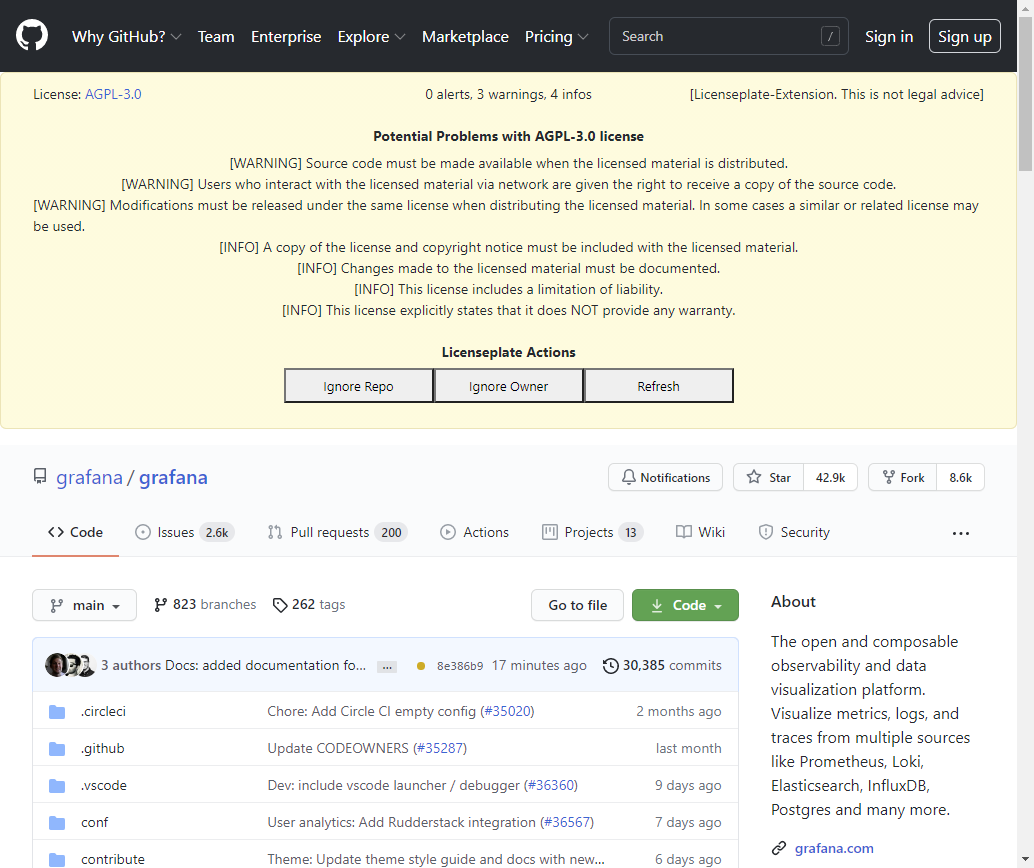 Why GitHub? Team Enterprise Explore Marketplace Pricing Search / Sign in Sign up
License: AGPL-3.0 0 alerts, 3 warnings, 4 infos [Licenseplate-Extension. This is not legal advice]
Potential Problems with AGPL-3.0 license
[WARNING] Source code must be made available when the licensed material is distributed.
[WARNING] Users who interact with the licensed material via network are given the right to receive a copy of the source code.
[WARNING] Modifications must be released under the same license when distributing the licensed material. In some cases a similar or related license may
be used.
[INFO] A copy of the license and copyright notice must be included with the licensed material.
[INFO] Changes made to the licensed material must be documented.
[INFO] This license includes a limitation of liability.
[INFO] This license explicitly states that it does NOT provide any warranty.
Licenseplate Actions
Ignore Repo Ignore Owner Refresh
grafana / grafana Notifications Star 42.9k Fork 8.6k
Code Issues 2.6k Pull requests 200 Actions Projects 13 Wiki Security ...
main 823 branches 262 tags Go to file Code
3 authors Docs: added documentation fo... ... 8e386b9 17 minutes ago 30,385 commits
.circleci Chore: Add Circle CI empty config (#35020) 2 months ago
.github Update CODEOWNERS (#35287) last month
.vscode Dev: include vscode launcher / debugger (#36360) 9 days ago
conf User analytics: Add Rudderstack integration (#36567) 7 days ago
contribute Theme: Update theme style guide and docs with new... 6 days ago
About
The open and composable
observability and data
visualization platform.
Visualize metrics, logs, and
traces from multiple sources
like Prometheus, Loki,
Elasticsearch, InfluxDB,
Postgres and many more.
grafana.com